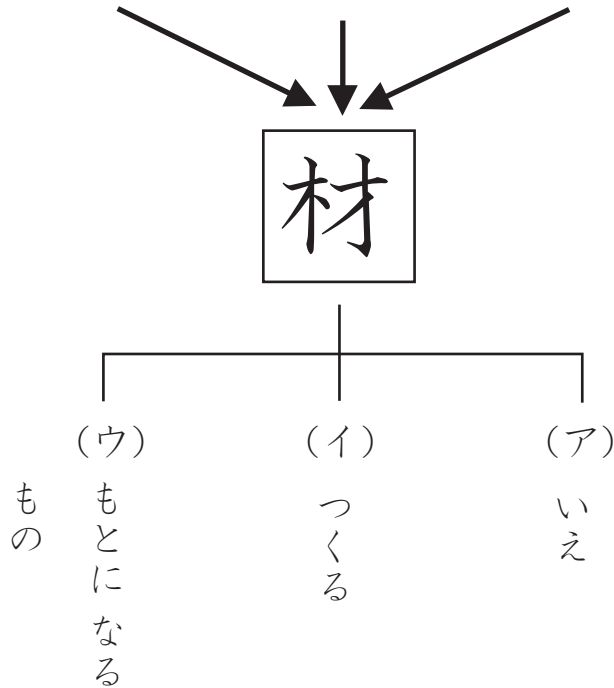 材
（ア）
いえ
（イ）
つくる
（ウ）
もとに なる
もの